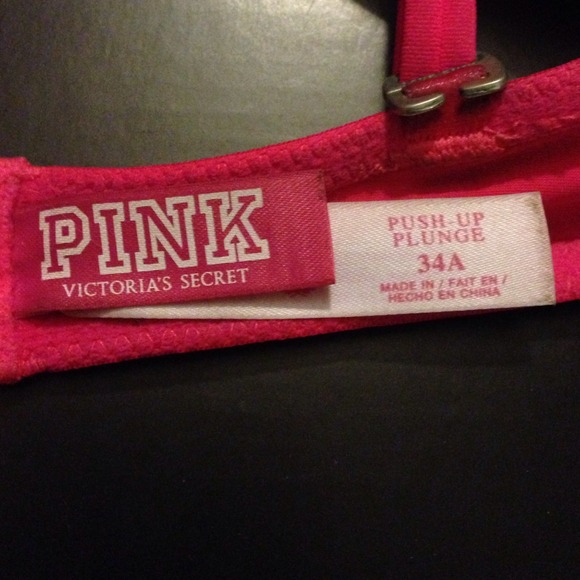 PINK
VICTORIA'S SECRET
PUSH-UP
PLUNGE
34A
MADE IN / FAIT EN /
HECHO EN CHINA